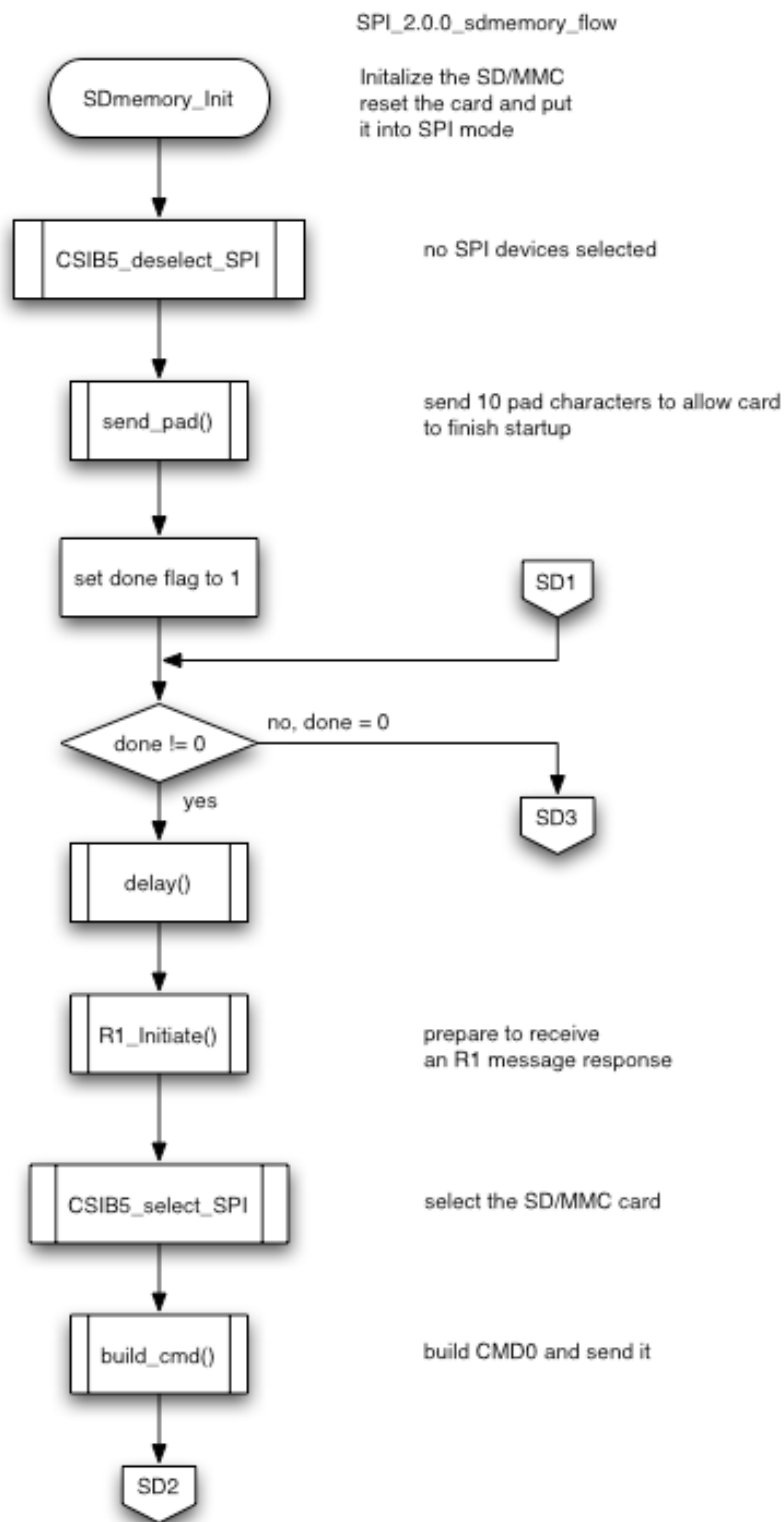 SPI_2.0.0_sdmemory_flow
SDmemory_Init
Initalize the SD/MMC
reset the card and put
it into SPI mode
CSIB5_deselect_SPI
no SPI devices selected
send_pad()
send 10 pad characters to allow card
to finish startup
set done flag to 1
SD1
done != 0
no, done = 0
yes
SD3
delay()
R1_Initiate()
prepare to receive
an R1 message response
CSIB5_select_SPI
select the SD/MMC card
build_cmd()
build CMD0 and send it
SD2